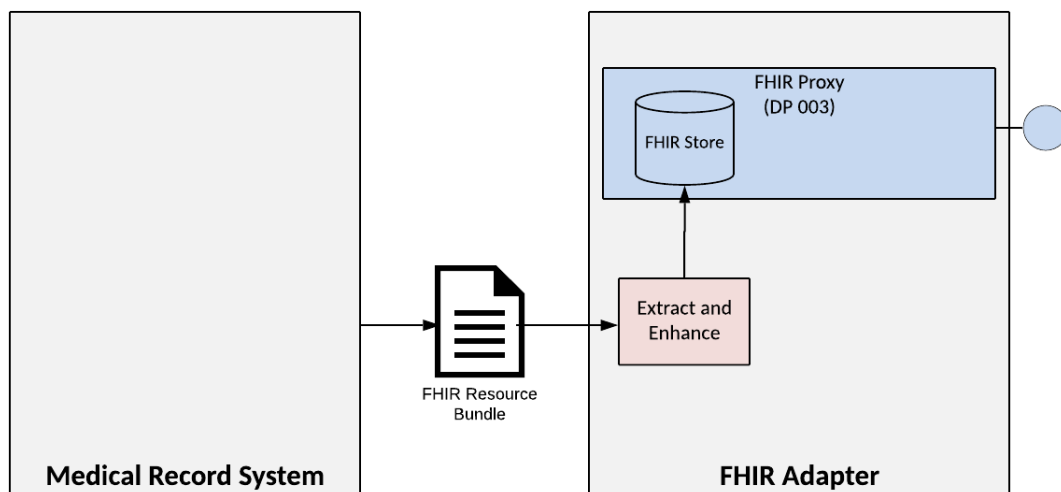 FHIR Proxy
(DP 003)
FHIR Store
Extract and
Enhance
FHIR Resource
Bundle
Medical Record System
FHIR Adapter